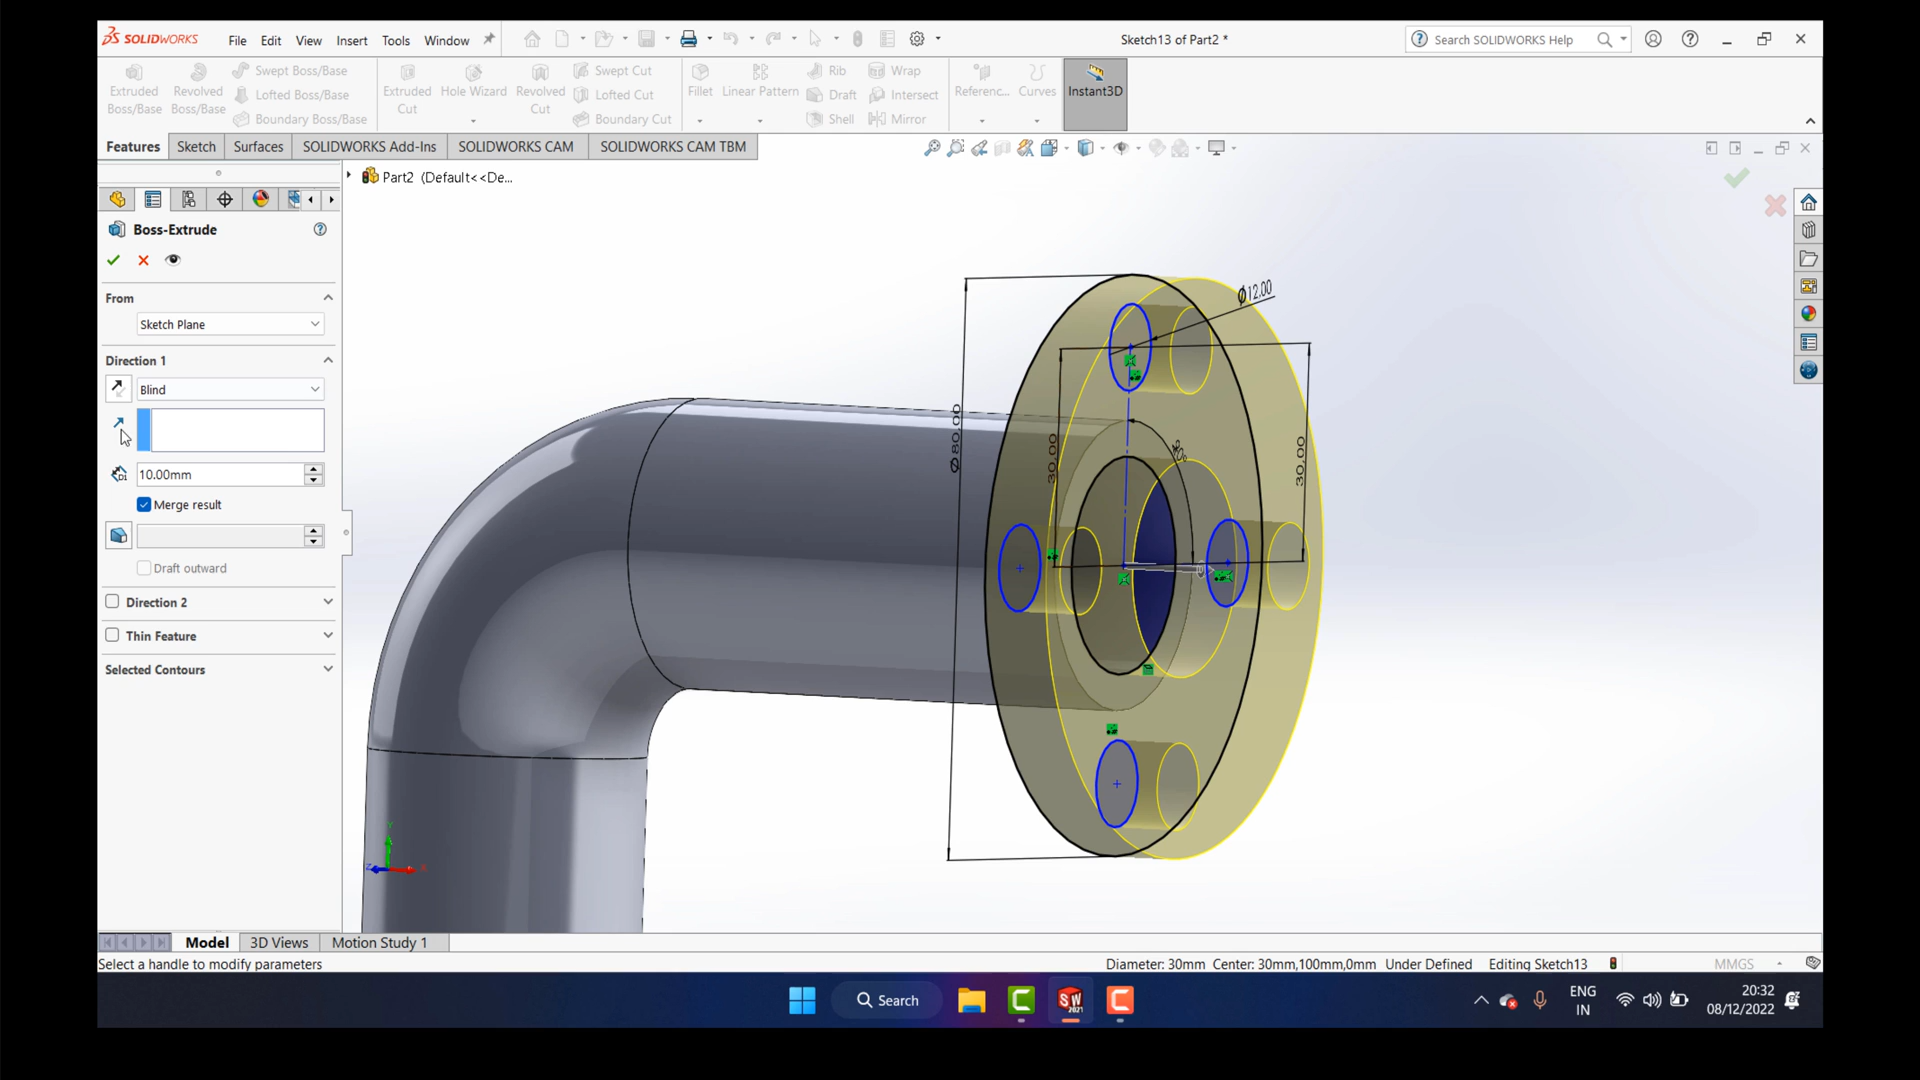 SOLIDWORKS File Edit View Insert Tools Window Sketch13 of Part2 * Search SOLIDWORKS Help
Extruded Boss/Base
Revolved Boss/Base
Swept Boss/Base
Lofted Boss/Base
Boundary Boss/Base
Extruded Cut
Hole Wizard
Revolved Cut
Swept Cut
Lofted Cut
Boundary Cut
Fillet
Linear Pattern
Rib
Draft
Shell
Wrap
Intersect
Mirror
Referenc...
Curves
Instant3D
Features Sketch Surfaces SOLIDWORKS Add-Ins SOLIDWORKS CAM SOLIDWORKS CAM TBM
Part2 (Default<<De...
Boss-Extrude
From
Sketch Plane
Direction 1
Blind
10.00mm
Merge result
Draft outward
Direction 2
Thin Feature
Selected Contours
Ø12.00
Ø80.00
30.00
30.00
Y
Z
X
Model 3D Views Motion Study 1
Select a handle to modify parameters Diameter: 30mm Center: 30mm,100mm,0mm Under Defined Editing Sketch13 MMGS
Search
SW
2021
ENG
IN
20:32
08/12/2022